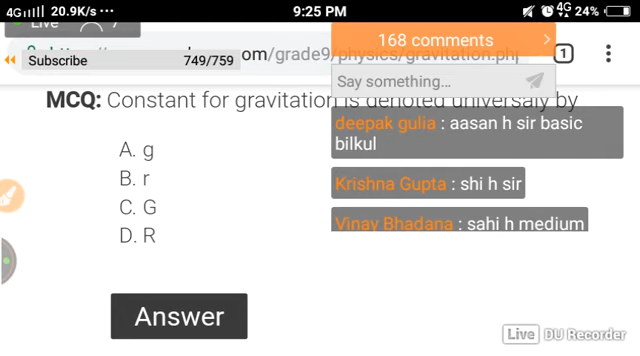 4G 20.9K/s ... 9:25 PM 4G 24%
Live 7
168 comments
om/grade9/physics/gravitation.php
1
Subscribe 749/759
Say something...
MCQ: Constant for gravitation is denoted universaly by
deepak gulia : aasan h sir basic
bilkul
A. g
B. r
Krishna Gupta : shi h sir
C. G
Vinay Bhadana : sahi h medium
D. R
Answer
Live DU Recorder